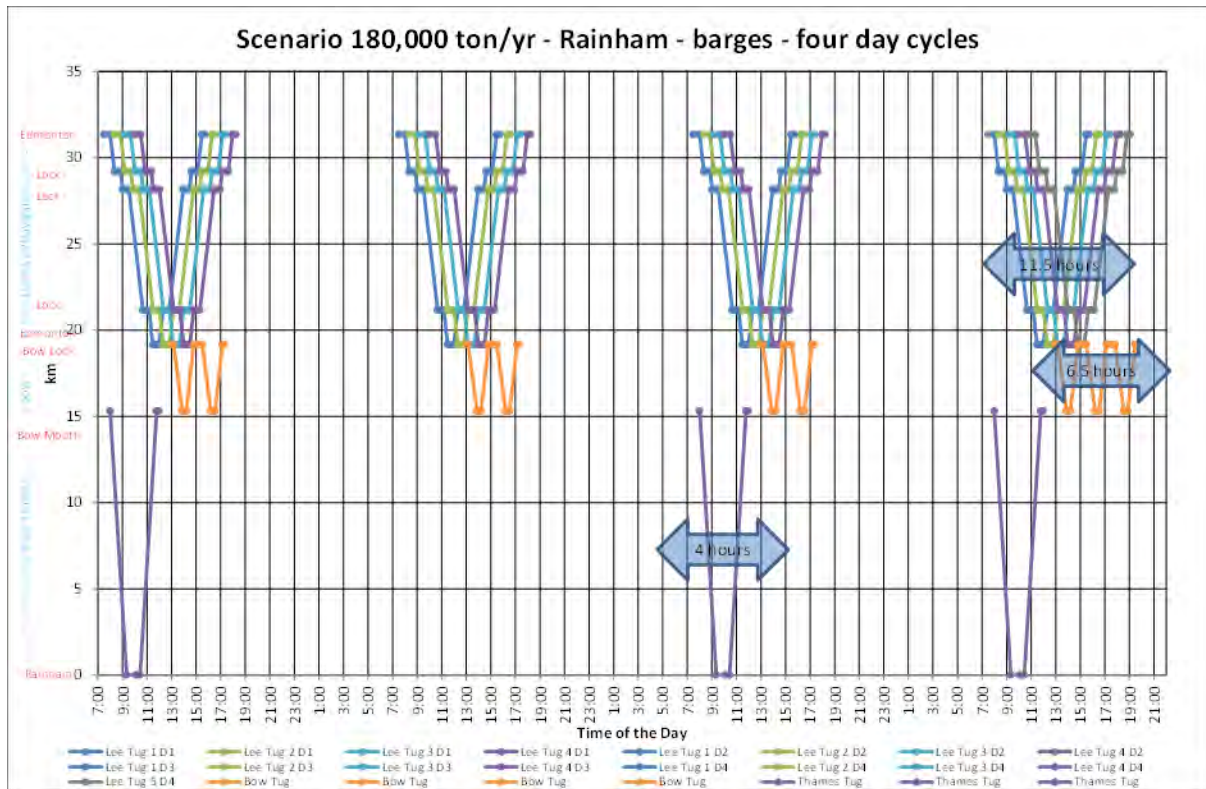 Scenario 180,000 ton/yr - Rainham - barges - four day cycles
35
30
25
20
15
10
5
0
km
Edmonton
Lock
Lock
Lock
Edmonton
Bow Lock
Bow Mouth
Rainham
11.5 hours
6.5 hours
4 hours
7:00 9:00 11:00 13:00 15:00 17:00 19:00 21:00 23:00 1:00 3:00 5:00 7:00 9:00 11:00 13:00 15:00 17:00 19:00 21:00 23:00 1:00 3:00 5:00 7:00 9:00 11:00 13:00 15:00 17:00 19:00 21:00 23:00 1:00 3:00 5:00 7:00 9:00 11:00 13:00 15:00 17:00 19:00 21:00
Time of the Day
Lee Tug 1 D1 Lee Tug 2 D1 Lee Tug 3 D1 Lee Tug 4 D1 Lee Tug 1 D2 Lee Tug 2 D2 Lee Tug 3 D2 Lee Tug 4 D2
Lee Tug 1 D3 Lee Tug 2 D3 Lee Tug 3 D3 Lee Tug 4 D3 Lee Tug 1 D4 Lee Tug 2 D4 Lee Tug 3 D4 Lee Tug 4 D4
Lee Tug 5 D4 Bow Tug Bow Tug Bow Tug Bow Tug Thames Tug Thames Tug Thames Tug